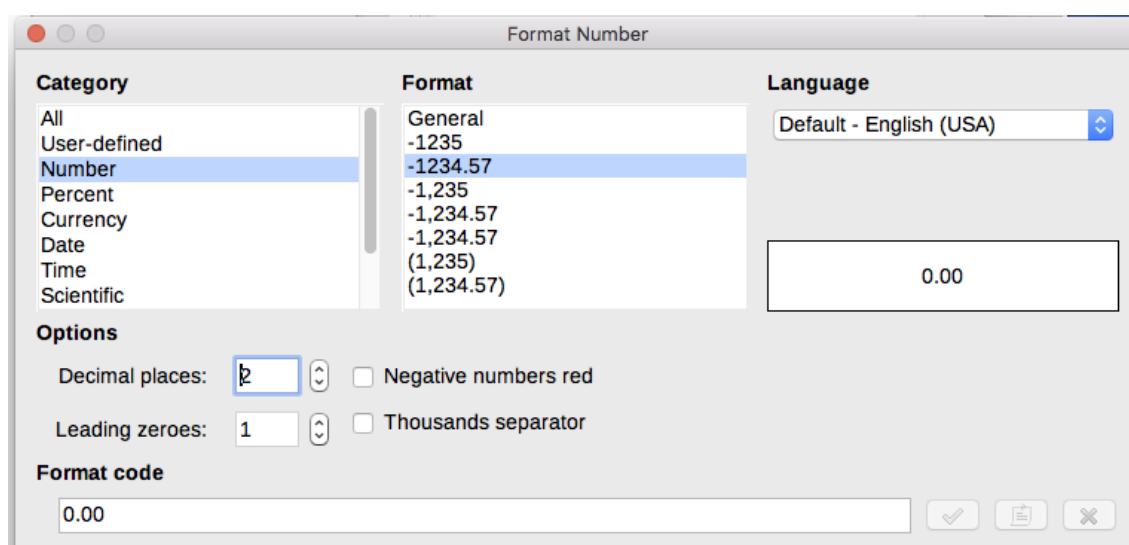 Format Number
Category
All
User-defined
Number
Percent
Currency
Date
Time
Scientific
Format
General
-1235
-1234.57
-1,235
-1,234.57
-1,234.57
(1,235)
(1,234.57)
Language
Default - English (USA)
0.00
Options
Decimal places: 2
Negative numbers red
Leading zeroes: 1
Thousands separator
Format code
0.00